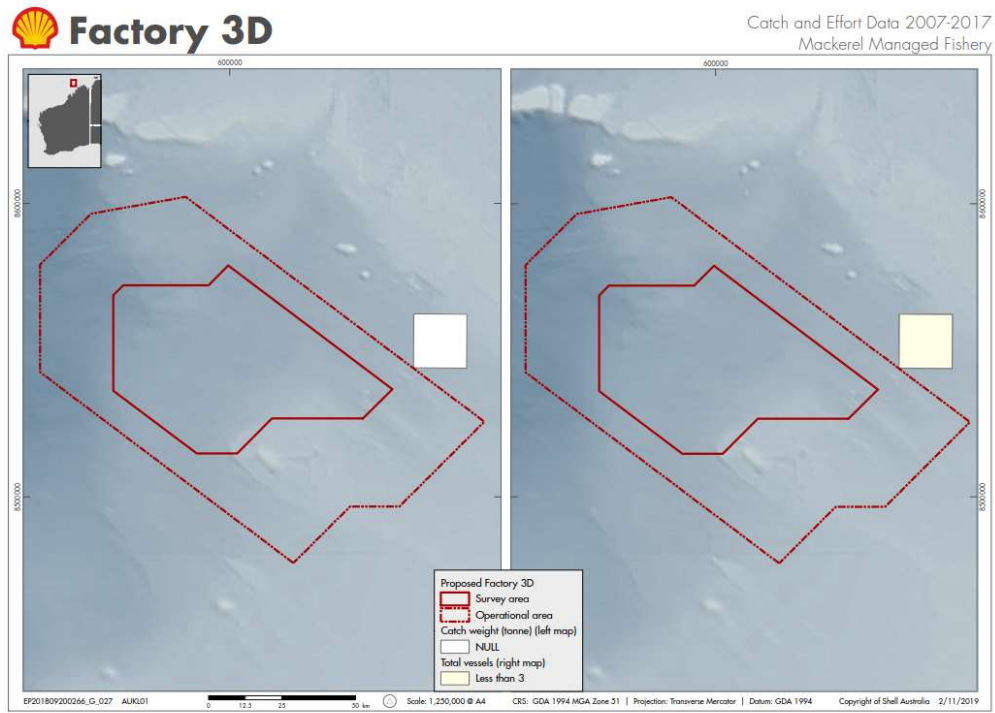 Factory 3D
Catch and Effort Data 2007-2017
Mackerel Managed Fishery
600000
600000
8600000
8600000
8500000
8500000
Proposed Factory 3D
Survey area
Operational area
Catch weight (tonne) (left map)
NULL
Total vessels (right map)
Less than 3
EP201809200266_G_027 AUKL01
0 12.5 25 50 km
Scale: 1,250,000 @ A4
CRS: GDA 1994 MGA Zone 51 | Projection: Transverse Mercator | Datum: GDA 1994
Copyright of Shell Australia 2/11/2019